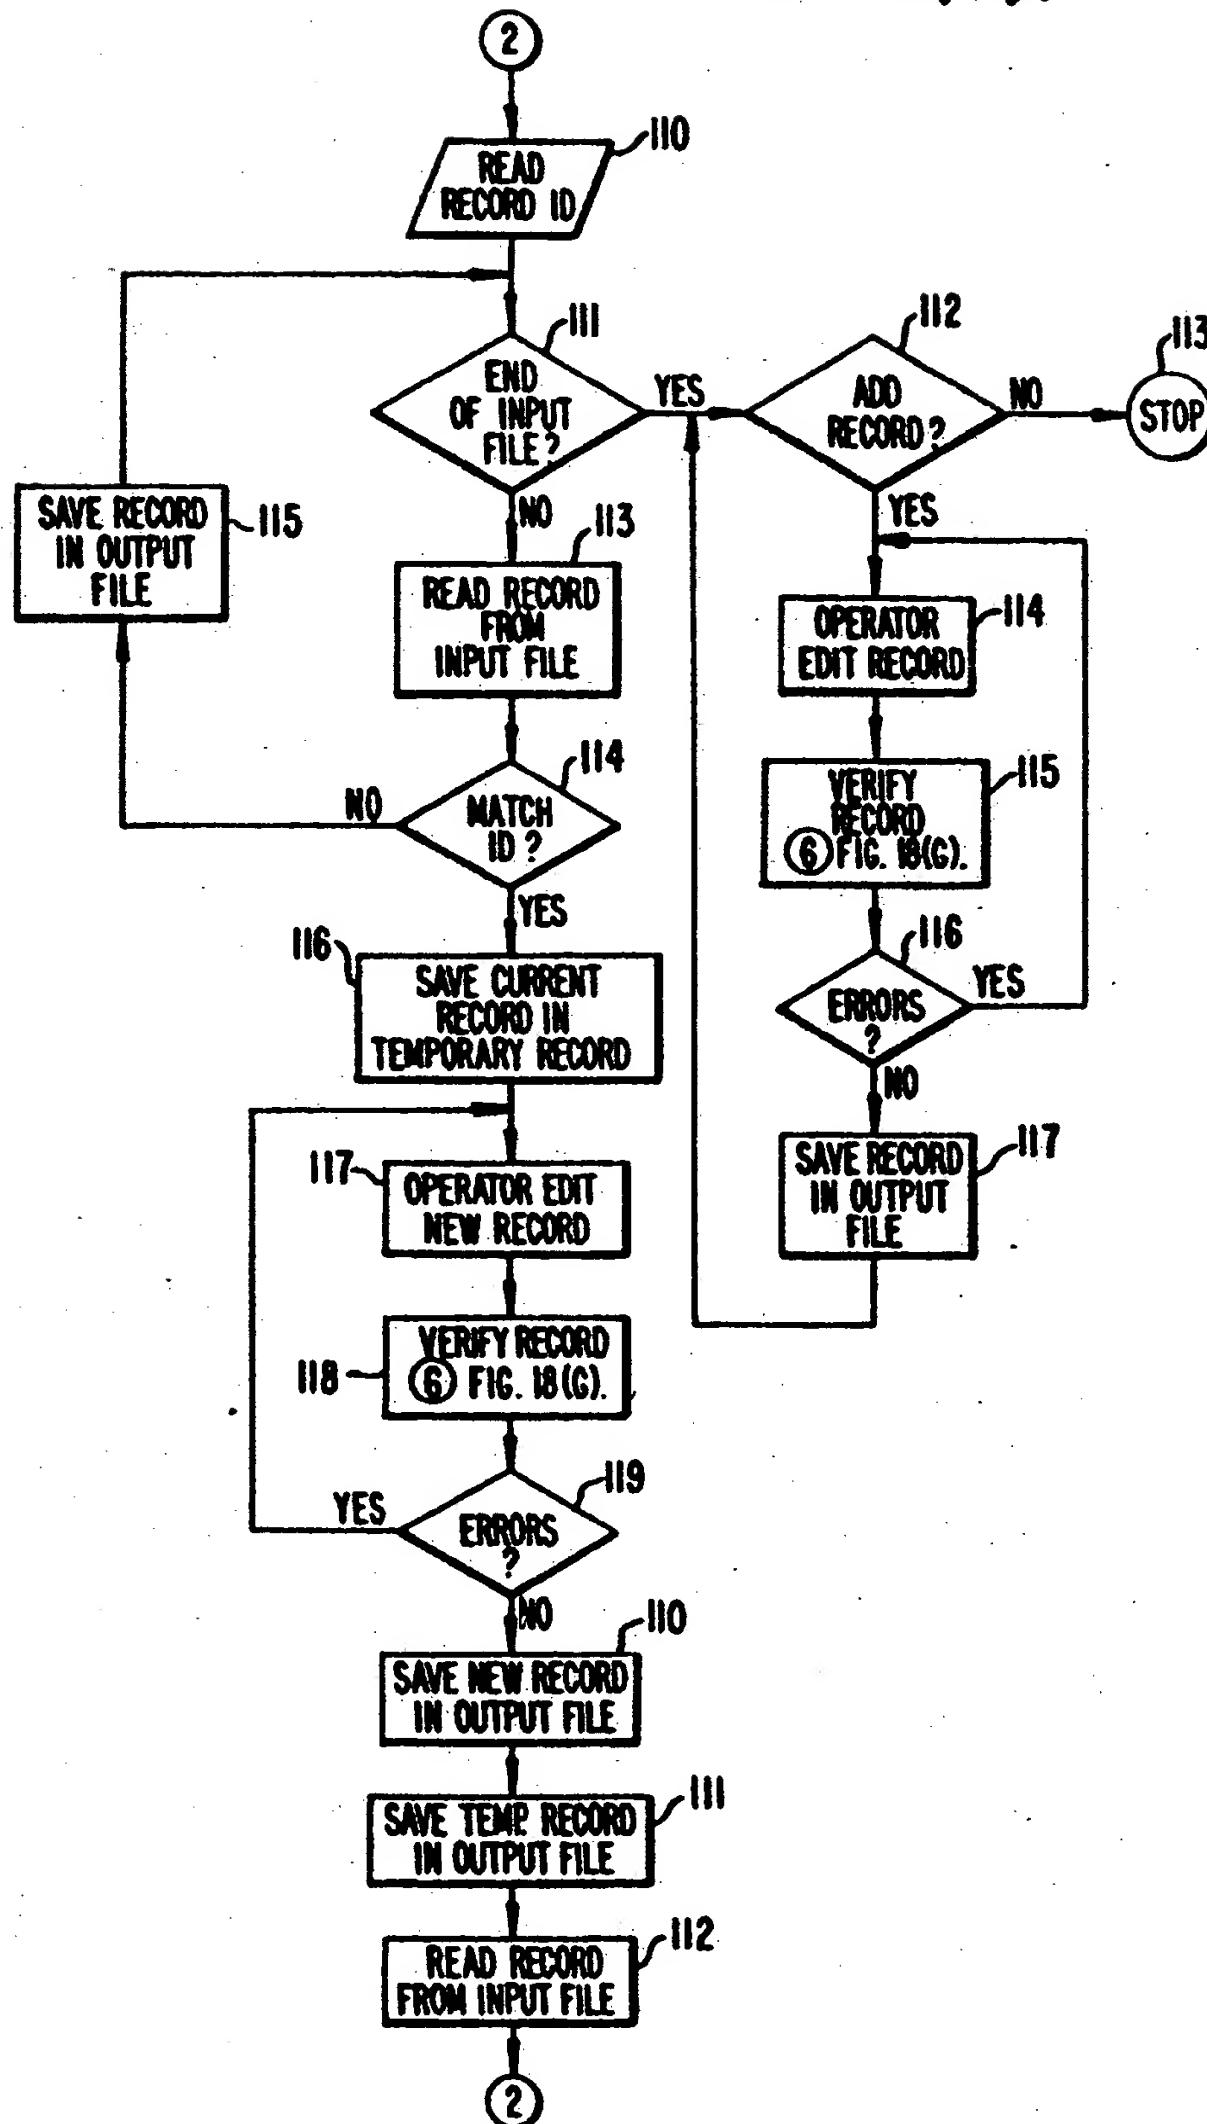 2
110
READ
RECORD ID
111
END
OF INPUT
FILE?
YES
NO
112
ADD
RECORD?
NO
YES
113
STOP
SAVE RECORD
IN OUTPUT
FILE
115
113
READ RECORD
FROM
INPUT FILE
114
MATCH
ID?
NO
YES
116
SAVE CURRENT
RECORD IN
TEMPORARY RECORD
117
OPERATOR EDIT
NEW RECORD
118
VERIFY RECORD
6 FIG. 18(G).
119
ERRORS
?
YES
NO
110
SAVE NEW RECORD
IN OUTPUT FILE
111
SAVE TEMP. RECORD
IN OUTPUT FILE
112
READ RECORD
FROM INPUT FILE
2
114
OPERATOR
EDIT RECORD
115
VERIFY
RECORD
6 FIG. 18(G).
116
ERRORS
?
YES
NO
117
SAVE RECORD
IN OUTPUT
FILE